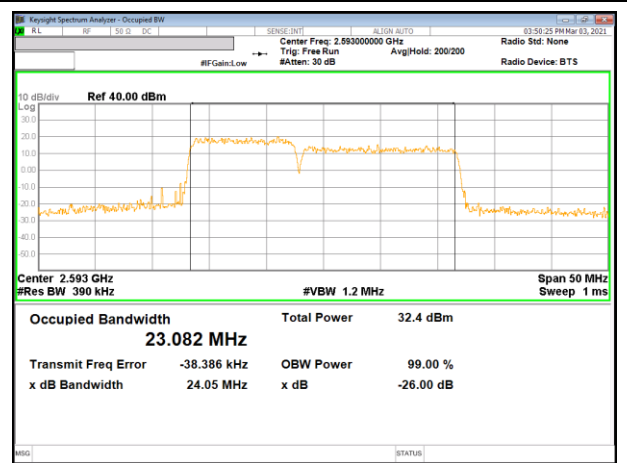 Keysight Spectrum Analyzer - Occupied BW
RL RF 50 Ω DC SENSE:INT ALIGN AUTO 03:50:25 PM Mar 03, 2021
Center Freq: 2.593000000 GHz Radio Std: None
Trig: Free Run Avg|Hold: 200/200
#IFGain:Low #Atten: 30 dB Radio Device: BTS
10 dB/div Ref 40.00 dBm
Log
30.0
20.0
10.0
0.00
-10.0
-20.0
-30.0
-40.0
-50.0
Center 2.593 GHz Span 50 MHz
#Res BW 390 kHz #VBW 1.2 MHz Sweep 1 ms
Occupied Bandwidth Total Power 32.4 dBm
23.082 MHz
Transmit Freq Error -38.386 kHz OBW Power 99.00 %
x dB Bandwidth 24.05 MHz x dB -26.00 dB
MSG STATUS